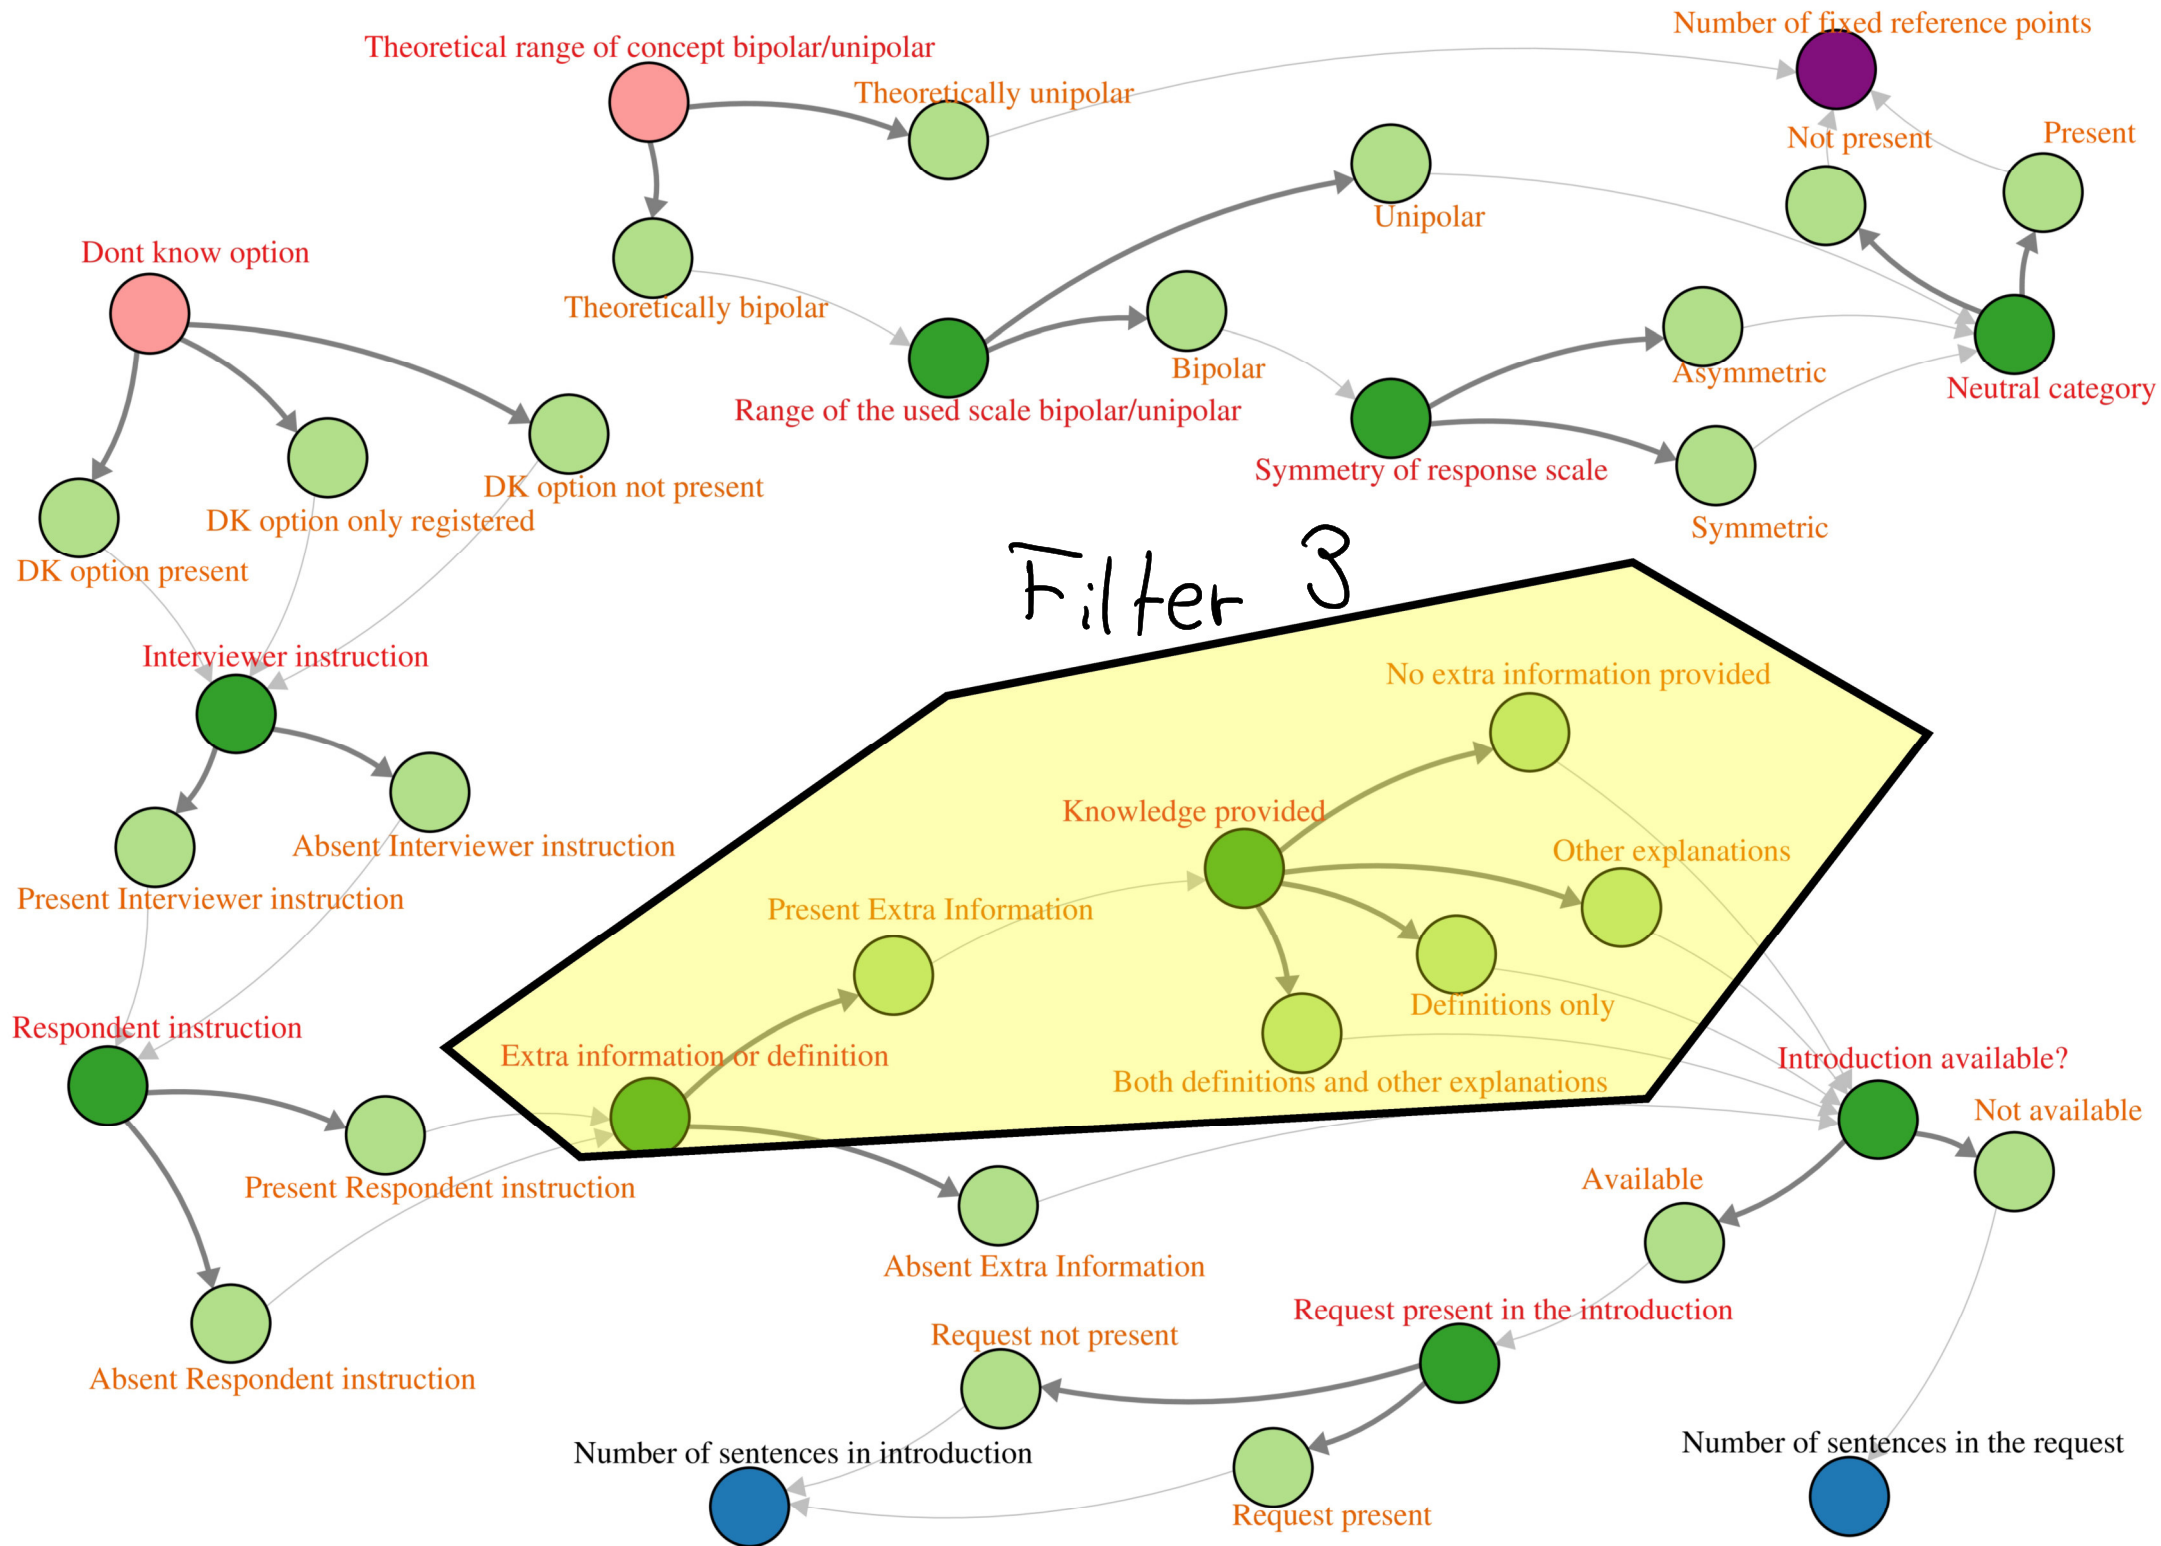 Number of fixed reference points
Theoretical range of concept bipolar/unipolar
Theoretically unipolar
Not present
Present
Unipolar
Dont know option
Theoretically bipolar
Bipolar
Asymmetric
Neutral category
Range of the used scale bipolar/unipolar
Symmetry of response scale
DK option not present
DK option only registered
Symmetric
DK option present
Filter 3
Interviewer instruction
No extra information provided
Knowledge provided
Absent Interviewer instruction
Other explanations
Present Interviewer instruction
Present Extra Information
Definitions only
Respondent instruction
Extra information or definition
Introduction available?
Both definitions and other explanations
Not available
Available
Present Respondent instruction
Absent Extra Information
Request present in the introduction
Request not present
Absent Respondent instruction
Number of sentences in the request
Number of sentences in introduction
Request present